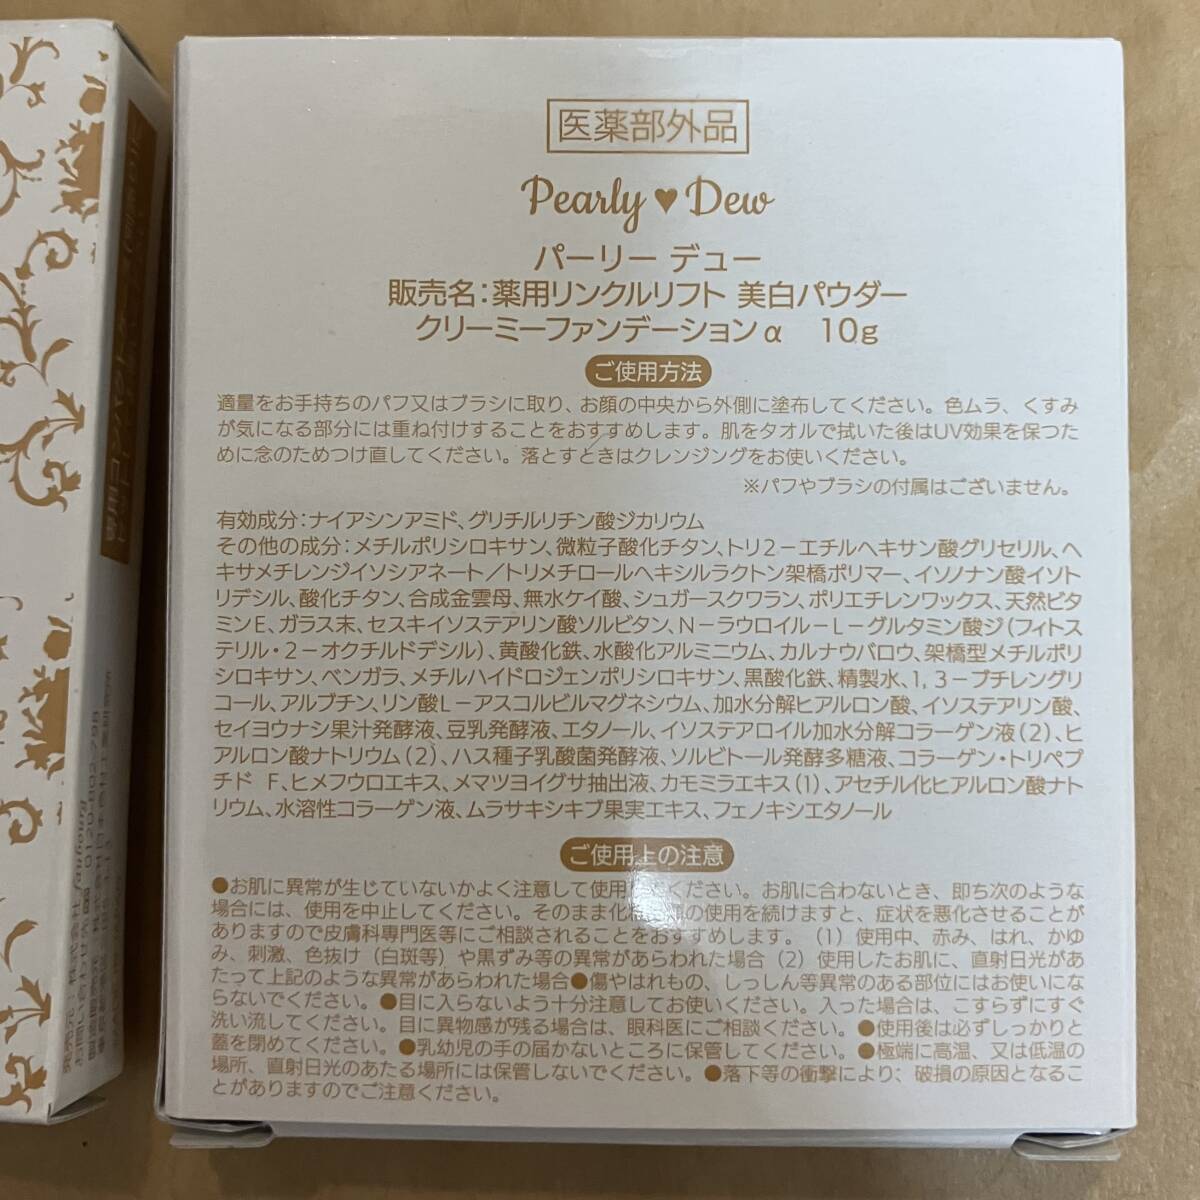 医薬部外品
Pearly ♥ Dew
パーリー デュー
販売名：薬用リンクルリフト 美白パウダー
クリーミーファンデーションα　10g
ご使用方法
適量をお手持ちのパフ又はブラシに取り、お顔の中央から外側に塗布してください。色ムラ、くすみ
が気になる部分には重ね付けすることをおすすめします。肌をタオルで拭いた後はUV効果を保つた
めに念のためつけ直してください。落とすときはクレンジングをお使いください。
※パフやブラシの付属はございません。
有効成分：ナイアシンアミド、グリチルリチン酸ジカリウム
その他の成分：メチルポリシロキサン、微粒子酸化チタン、トリ2－エチルヘキサン酸グリセリル、ヘ
キサメチレンジイソシアネート／トリメチロールヘキシルラクトン架橋ポリマー、イソノナン酸イソト
リデシル、酸化チタン、合成金雲母、無水ケイ酸、シュガースクワラン、ポリエチレンワックス、天然ビタ
ミンE、ガラス末、セスキイソステアリン酸ソルビタン、N－ラウロイル－L－グルタミン酸ジ（フィトス
テリル・2－オクチルドデシル）、黄酸化鉄、水酸化アルミニウム、カルナウバロウ、架橋型メチルポリ
シロキサン、ベンガラ、メチルハイドロジェンポリシロキサン、黒酸化鉄、精製水、1，3－ブチレングリ
コール、アルブチン、リン酸L－アスコルビルマグネシウム、加水分解ヒアルロン酸、イソステアリン酸、
セイヨウナシ果汁発酵液、豆乳発酵液、エタノール、イソステアロイル加水分解コラーゲン液（2）、ヒ
アルロン酸ナトリウム（2）、ハス種子乳酸菌発酵液、ソルビトール発酵多糖液、コラーゲン・トリペプ
チド F、ヒメフウロエキス、メマツヨイグサ抽出液、カモミラエキス（1）、アセチル化ヒアルロン酸ナト
リウム、水溶性コラーゲン液、ムラサキシキブ果実エキス、フェノキシエタノール
ご使用上の注意
●お肌に異常が生じていないかよく注意して使用してください。お肌に合わないとき、即ち次のような
場合には、使用を中止してください。そのまま化粧品類の使用を続けますと、症状を悪化させることが
ありますので皮膚科専門医等にご相談されることをおすすめします。（1）使用中、赤み、はれ、かゆ
み、刺激、色抜け（白斑等）や黒ずみ等の異常があらわれた場合（2）使用したお肌に、直射日光があ
たって上記のような異常があらわれた場合●傷やはれもの、しっしん等異常のある部位にはお使いにな
らないでください。●目に入らないよう十分注意してお使いください。入った場合は、こすらずにすぐ
洗い流してください。目に異物感が残る場合は、眼科医にご相談ください。●使用後は必ずしっかりと
蓋を閉めてください。●乳幼児の手の届かないところに保管してください。●極端に高温、又は低温の
場所、直射日光のあたる場所には保管しないでください。●落下等の衝撃により、破損の原因となるこ
とがありますのでご注意ください。